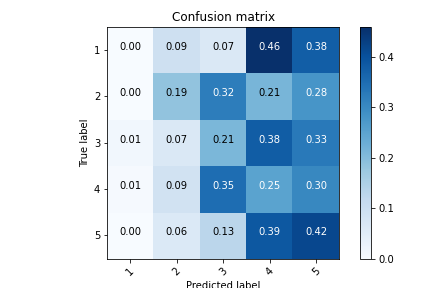 Confusion matrix
1 0.00 0.09 0.07 0.46 0.38
2 0.00 0.19 0.32 0.21 0.28
3 0.01 0.07 0.21 0.38 0.33
4 0.01 0.09 0.35 0.25 0.30
5 0.00 0.06 0.13 0.39 0.42
1 2 3 4 5
True label
Predicted label
0.4
0.3
0.2
0.1
0.0